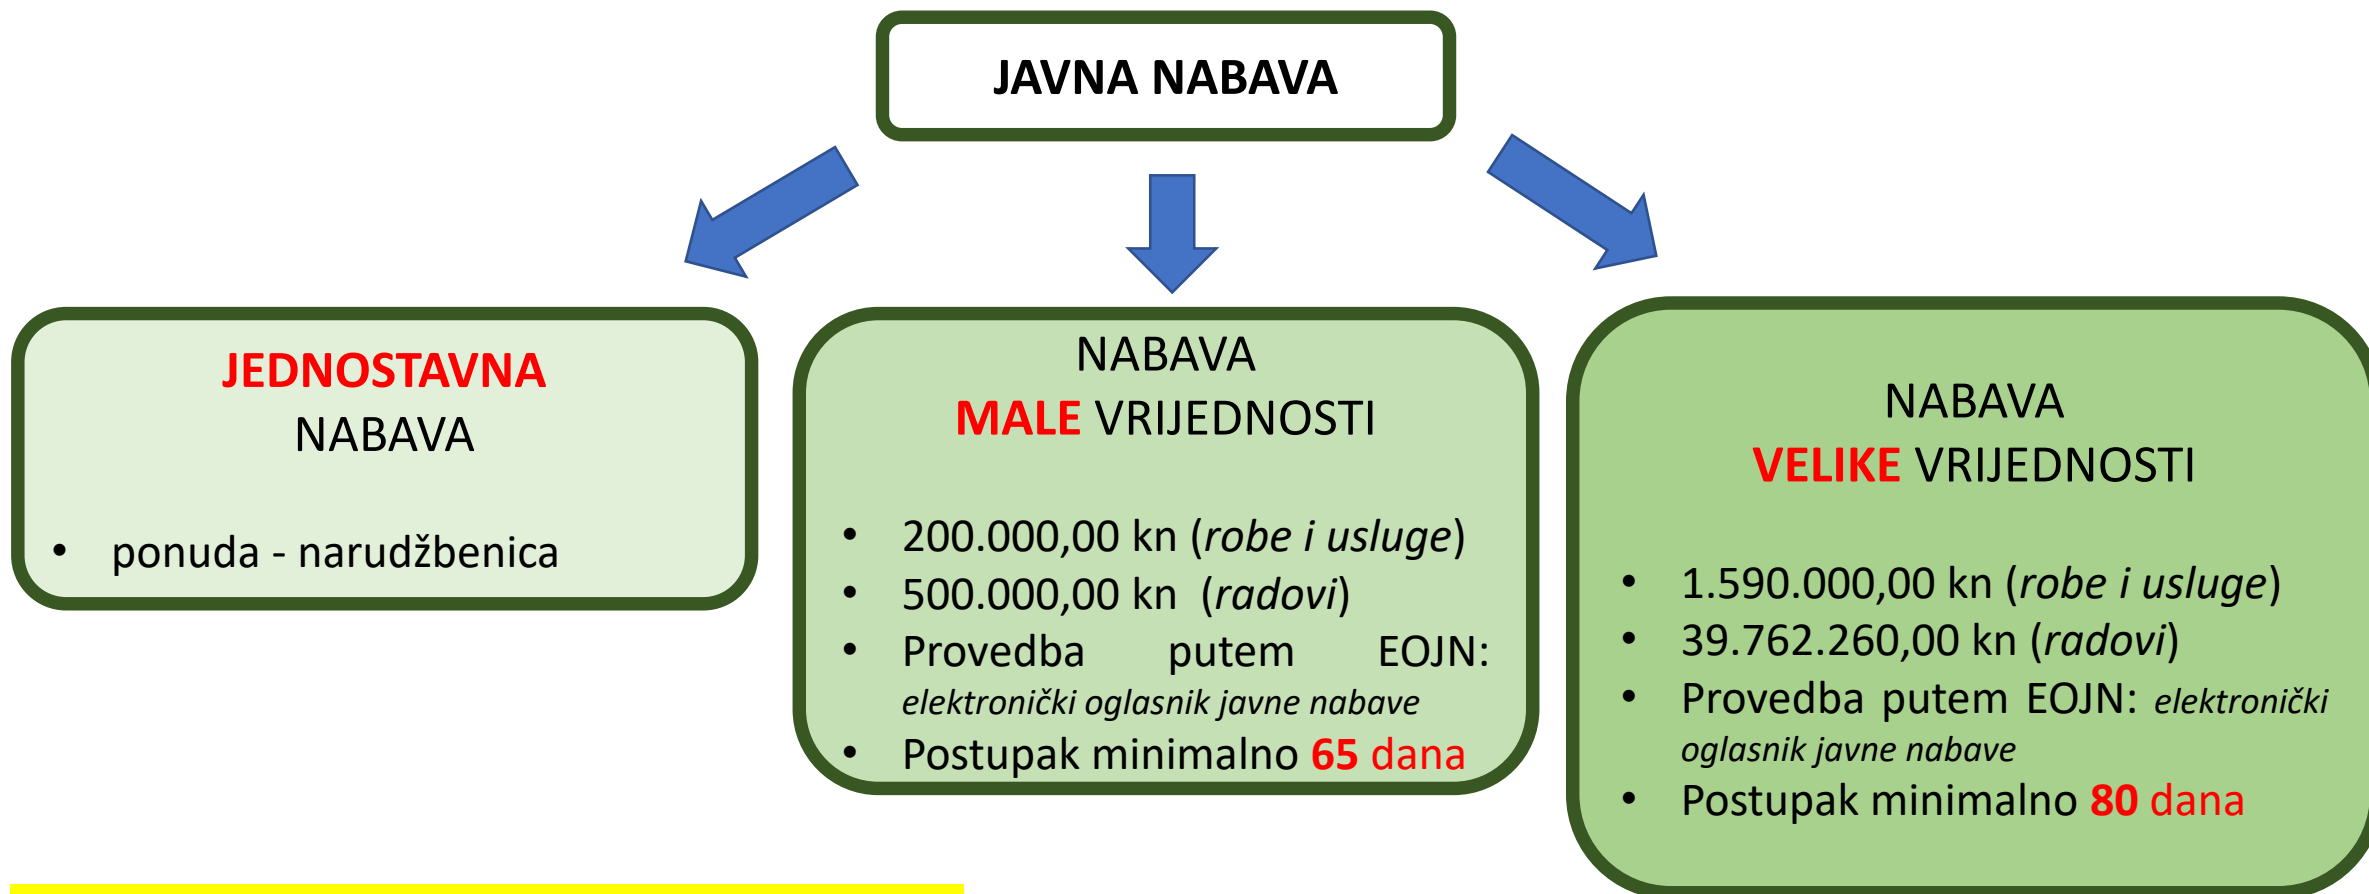 JAVNA NABAVA
JEDNOSTAVNA
NABAVA
• ponuda - narudžbenica
NABAVA
MALE VRIJEDNOSTI
• 200.000,00 kn (robe i usluge)
• 500.000,00 kn (radovi)
• Provedba putem EOJN:
elektronički oglasnik javne nabave
• Postupak minimalno 65 dana
NABAVA
VELIKE VRIJEDNOSTI
• 1.590.000,00 kn (robe i usluge)
• 39.762.260,00 kn (radovi)
• Provedba putem EOJN: elektronički
oglasnik javne nabave
• Postupak minimalno 80 dana